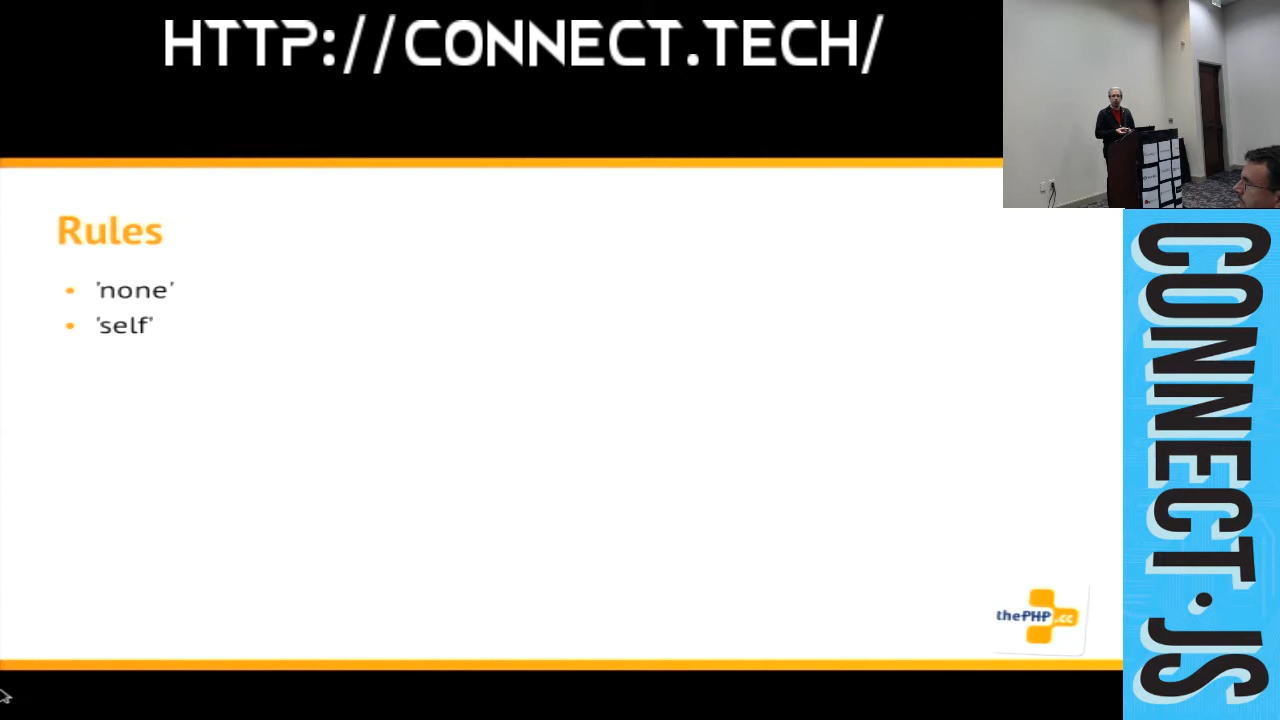 HTTP://CONNECT.TECH/
Rules
'none'
'self'
thePHP.cc
CONNECT.JS